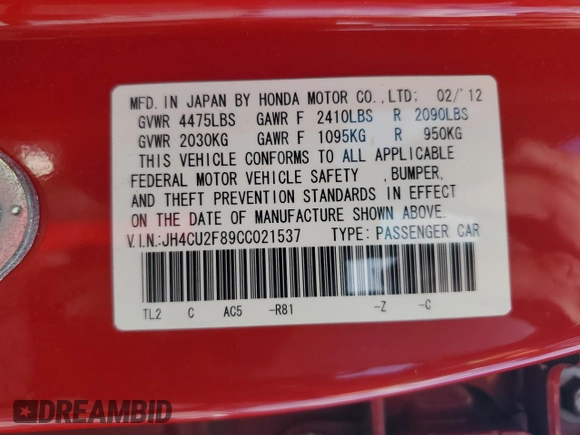 MFD. IN JAPAN BY HONDA MOTOR CO., LTD: 02/'12
GVWR 4475LBS GAWR F 2410LBS R 2090LBS
GVWR 2030KG GAWR F 1095KG R 950KG
THIS VEHICLE CONFORMS TO ALL APPLICABLE
FEDERAL MOTOR VEHICLE SAFETY , BUMPER,
AND THEFT PREVENTION STANDARDS IN EFFECT
ON THE DATE OF MANUFACTURE SHOWN ABOVE.
V.I.N.:JH4CU2F89CC021537 TYPE: PASSENGER CAR
TL2 C AC5 -R81 -Z -C
DREAMBID